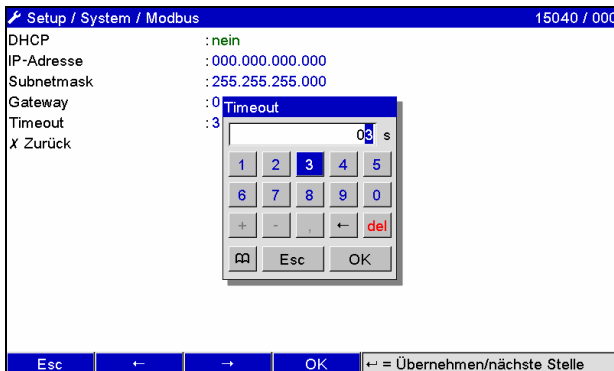 Setup / System / Modbus 15040 / 000
DHCP : nein
IP-Adresse : 000.000.000.000
Subnetmask : 255.255.255.000
Gateway : 0
Timeout : 3
X Zurück
Timeout
03 s
1 2 3 4 5
6 7 8 9 0
+ - , ← del
Esc OK
Esc ← → OK ↵ = Übernehmen/nächste Stelle